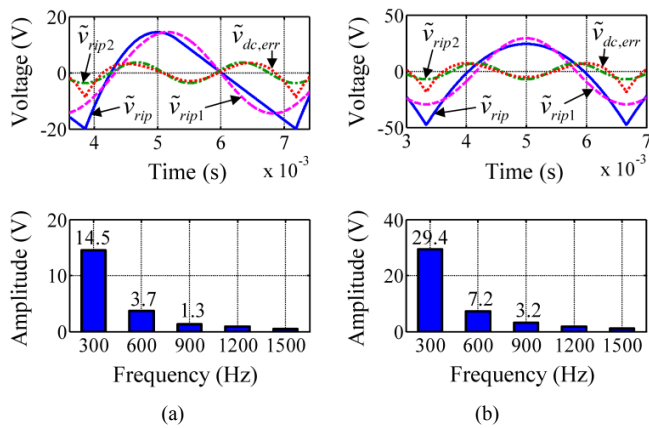 Voltage (V)
20
0
-20
4
5
6
7
x 10⁻³
Time (s)
ṽrip2
ṽdc,err
ṽrip
ṽrip1
Voltage (V)
50
0
-50
3
4
5
6
7
x 10⁻³
Time (s)
ṽrip2
ṽdc,err
ṽrip
ṽrip1
Amplitude (V)
20
10
0
14.5
3.7
1.3
300 600 900 1200 1500
Frequency (Hz)
(a)
Amplitude (V)
40
20
0
29.4
7.2
3.2
300 600 900 1200 1500
Frequency (Hz)
(b)